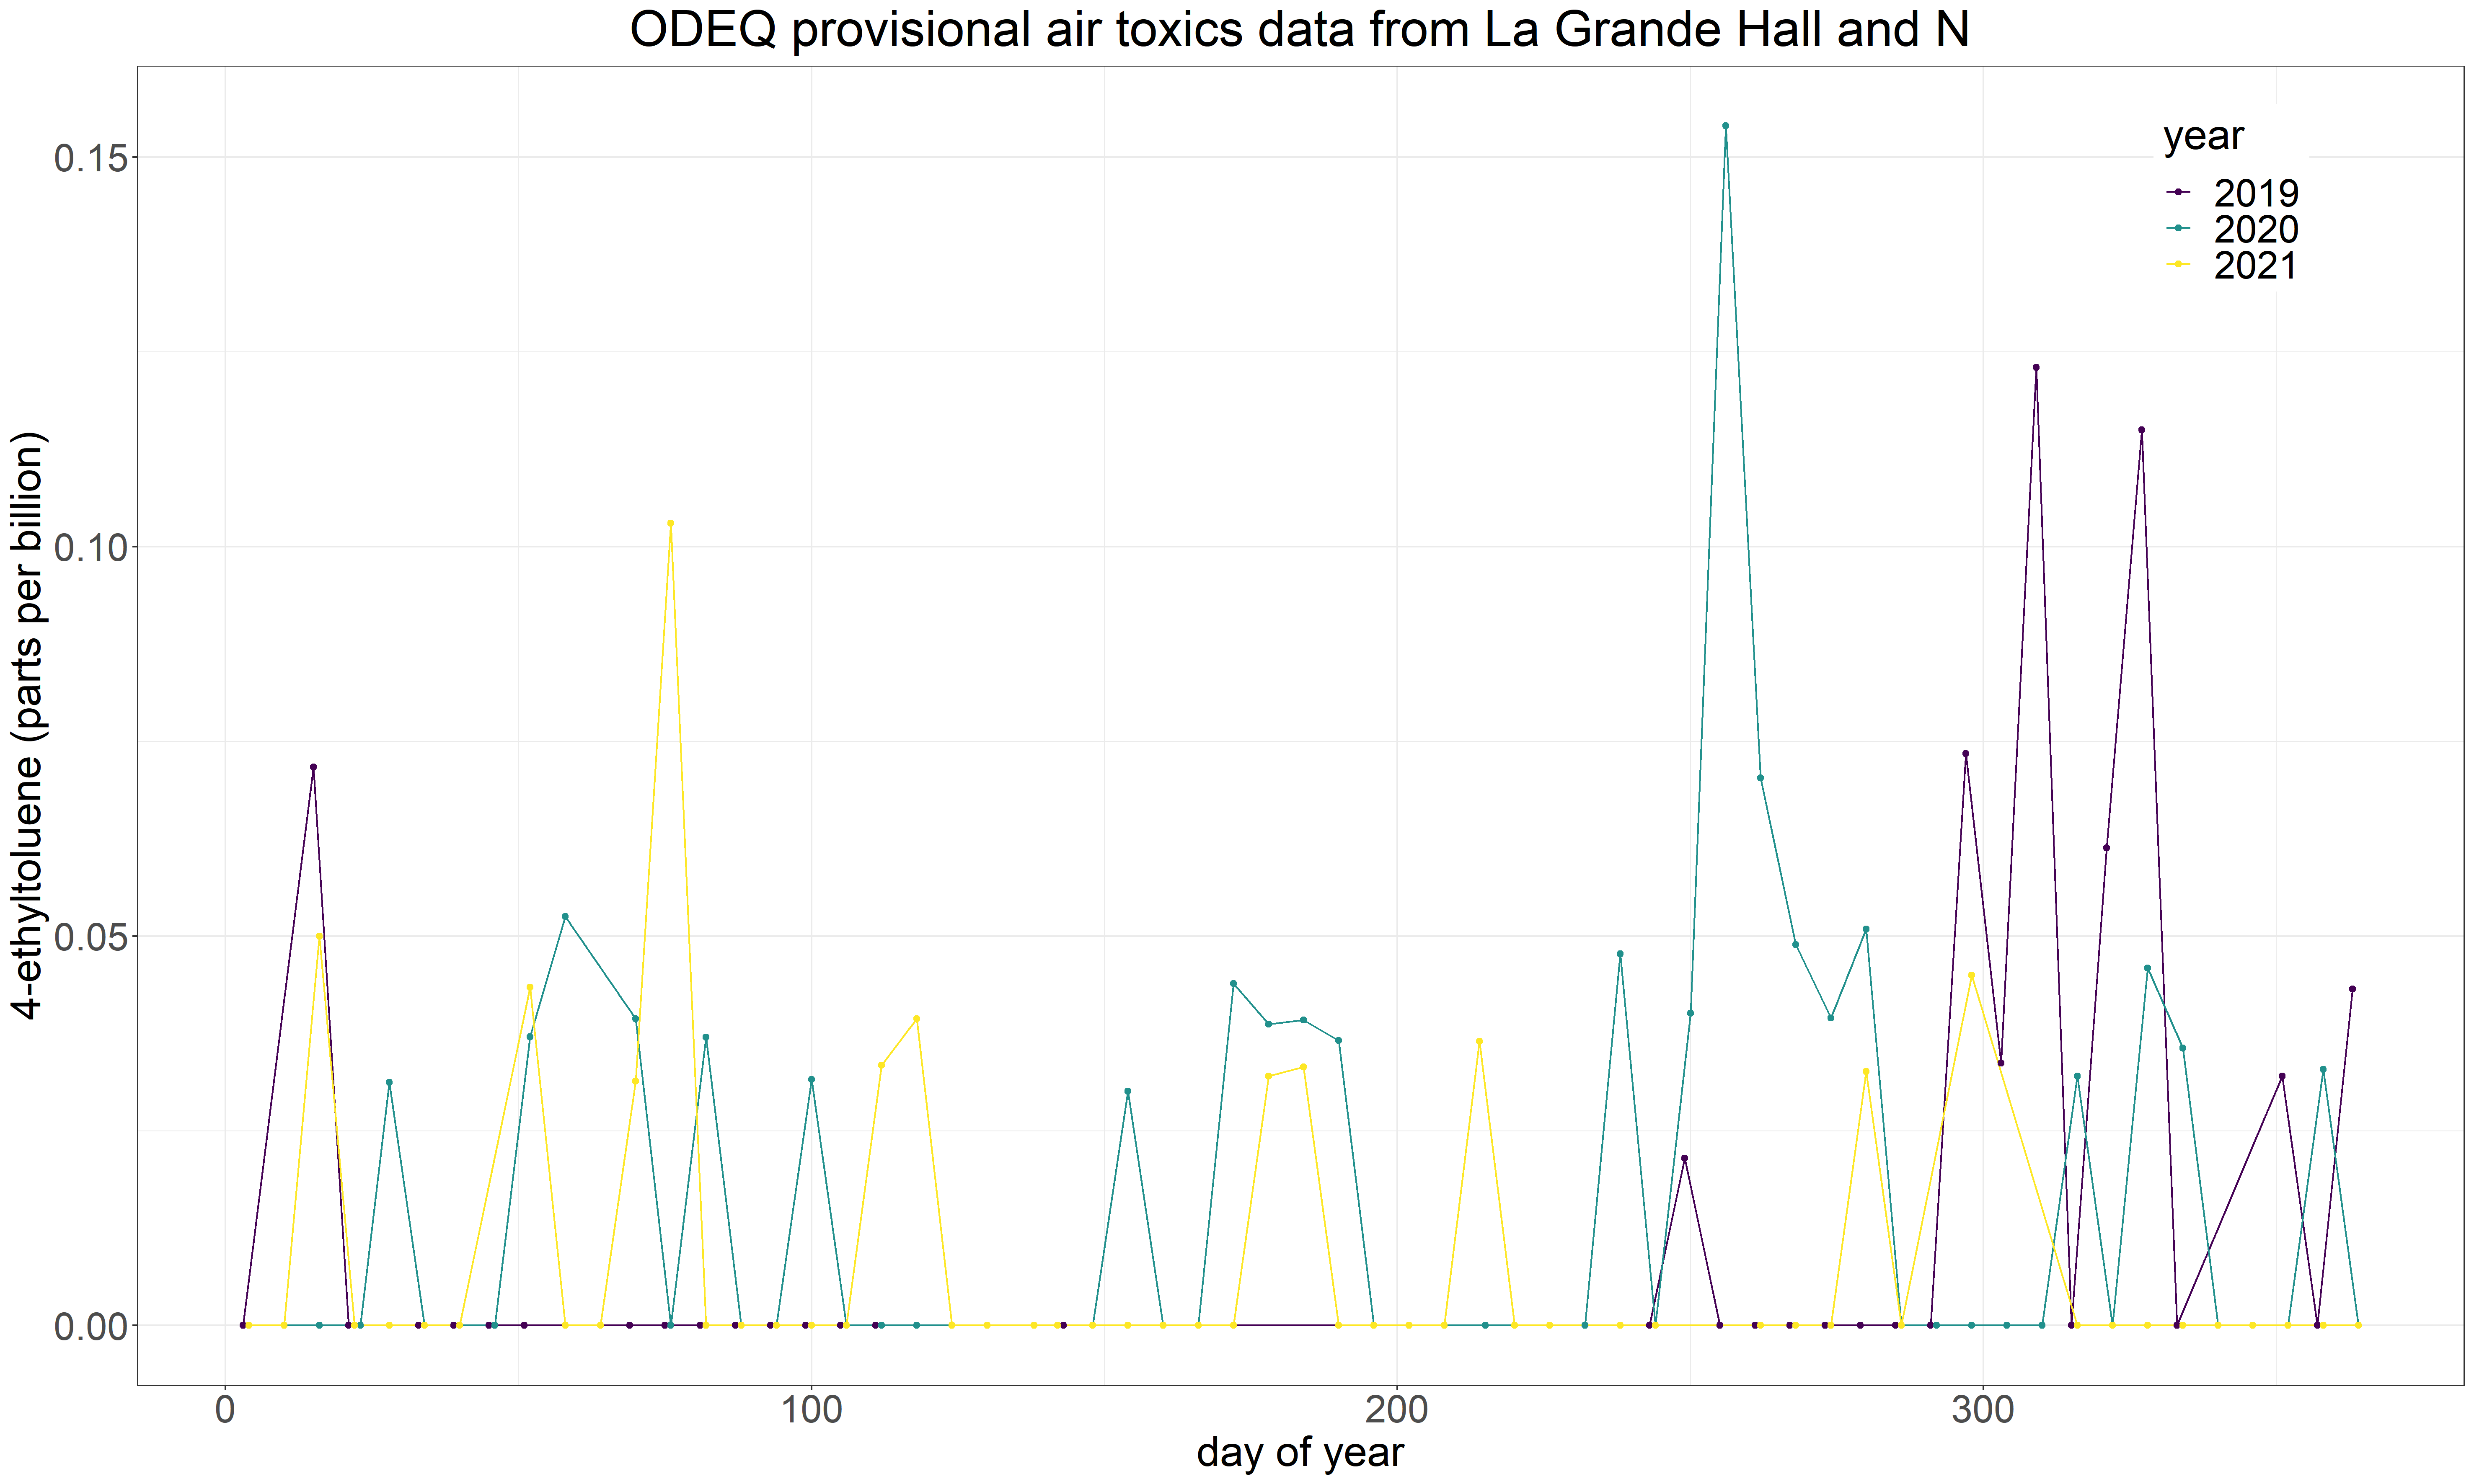 ODEQ provisional air toxics data from La Grande Hall and N
4-ethyltoluene (parts per billion)
0.15
0.10
0.05
0.00
year
2019
2020
2021
0
100
200
300
day of year